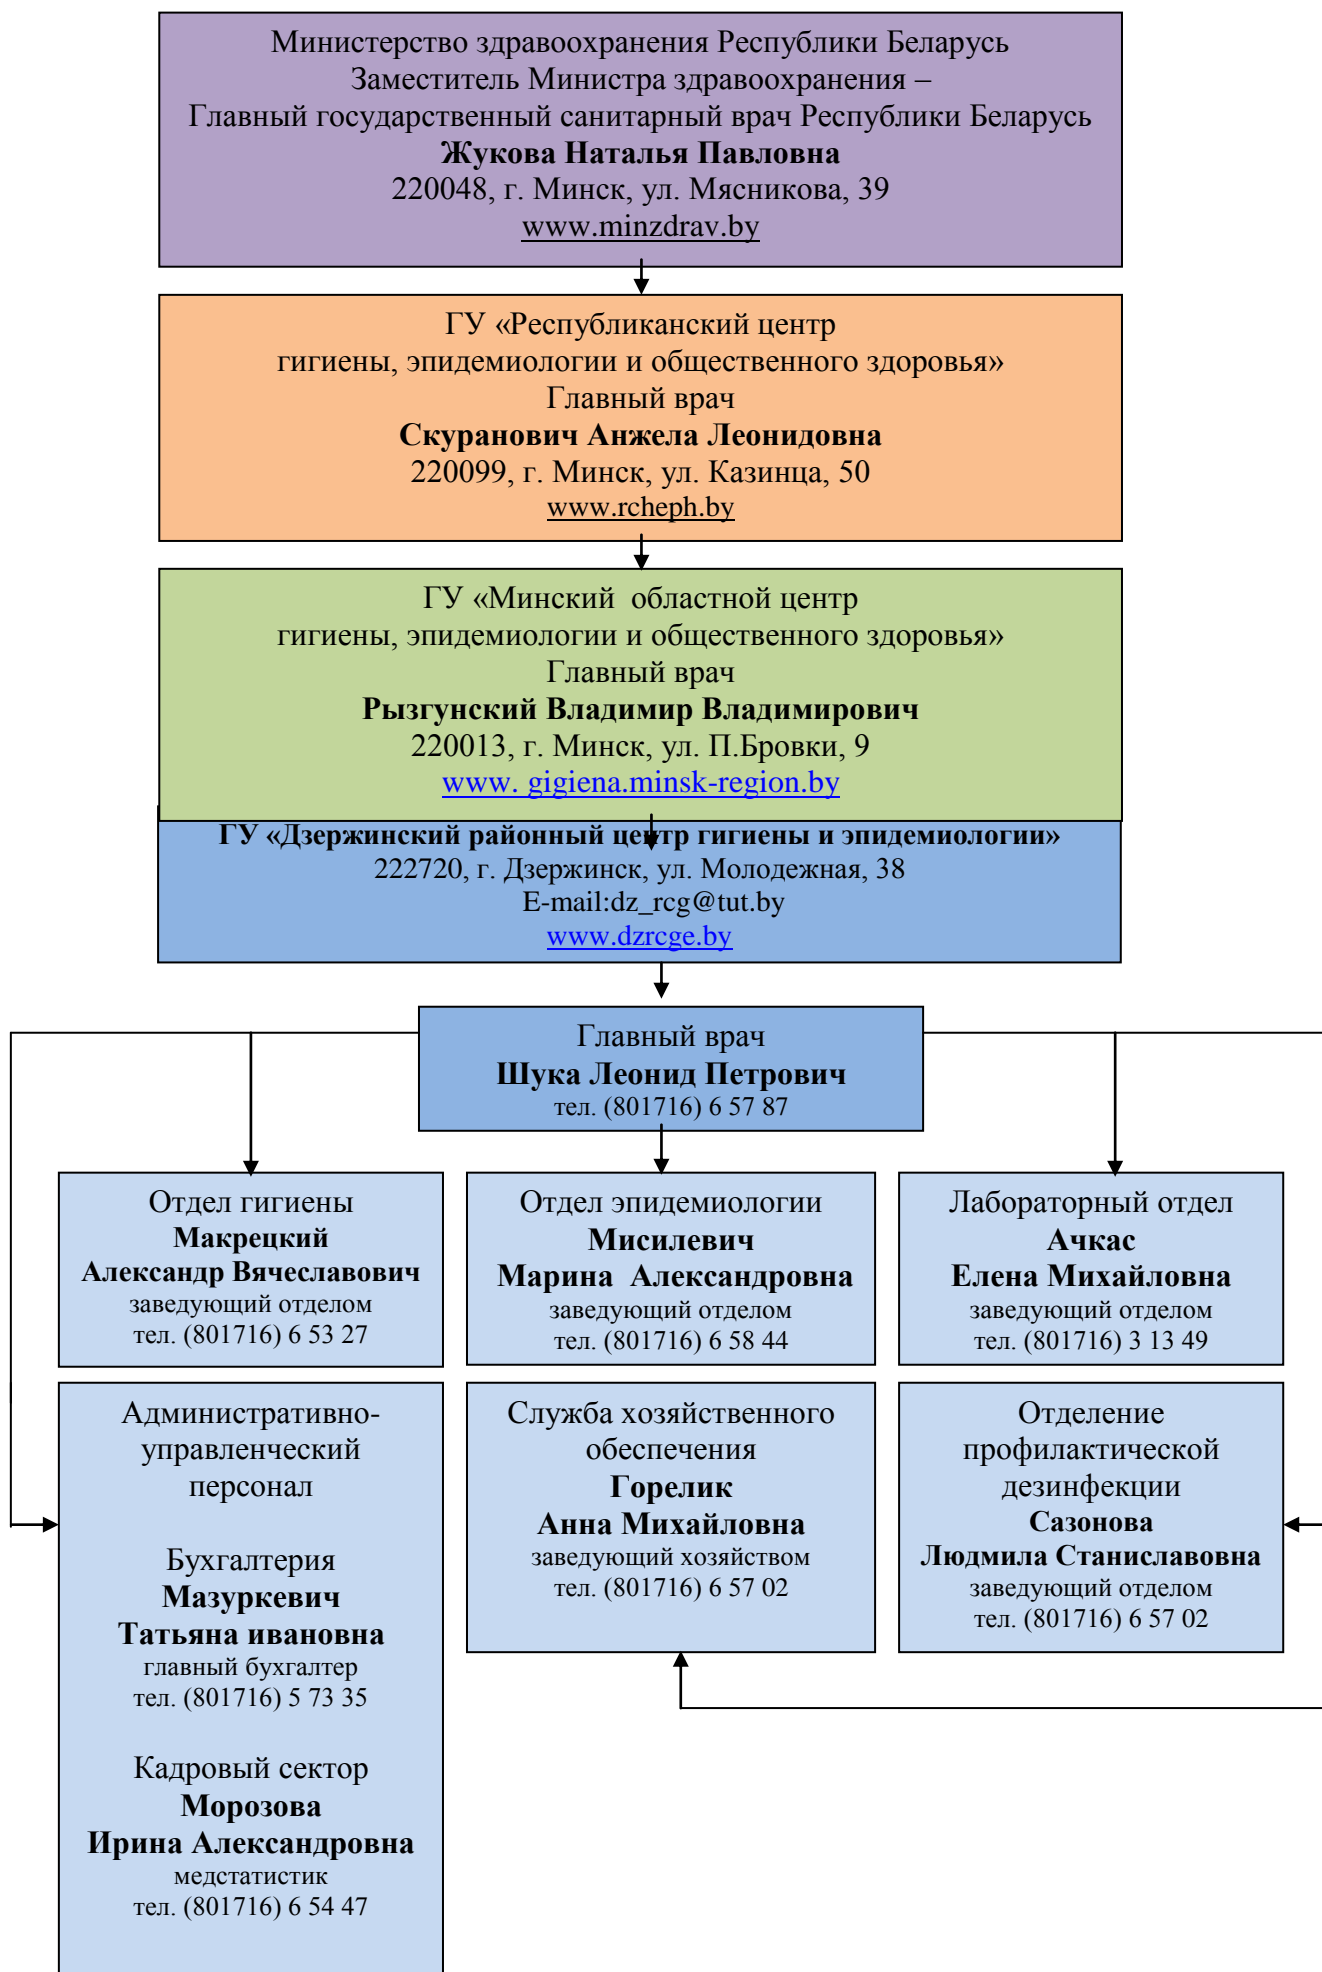 Министерство здравоохранения Республики Беларусь
Заместитель Министра здравоохранения –
Главный государственный санитарный врач Республики Беларусь
Жукова Наталья Павловна
220048, г. Минск, ул. Мясникова, 39
www.minzdrav.by
ГУ «Республиканский центр
гигиены, эпидемиологии и общественного здоровья»
Главный врач
Скуранович Анжела Леонидовна
220099, г. Минск, ул. Казинца, 50
www.rcheph.by
ГУ «Минский  областной центр
гигиены, эпидемиологии и общественного здоровья»
Главный врач
Рызгунский Владимир Владимирович
220013, г. Минск, ул. П.Бровки, 9
www. gigiena.minsk-region.by
ГУ «Дзержинский районный центр гигиены и эпидемиологии»
222720, г. Дзержинск, ул. Молодежная, 38
E-mail:dz_rcg@tut.by
www.dzrcge.by
Главный врач
Шука Леонид Петрович
тел. (801716) 6 57 87
Отдел гигиены
Макрецкий
Александр Вячеславович
заведующий отделом
тел. (801716) 6 53 27
Отдел эпидемиологии
Мисилевич
Марина  Александровна
заведующий отделом
тел. (801716) 6 58 44
Лабораторный отдел
Ачкас
Елена Михайловна
заведующий отделом
тел. (801716) 3 13 49
Административно-
управленческий
персонал
Бухгалтерия
Мазуркевич
Татьяна ивановна
главный бухгалтер
тел. (801716) 5 73 35
Кадровый сектор
Морозова
Ирина Александровна
медстатистик
тел. (801716) 6 54 47
Служба хозяйственного
обеспечения
Горелик
Анна Михайловна
заведующий хозяйством
тел. (801716) 6 57 02
Отделение
профилактической
дезинфекции
Сазонова
Людмила Станиславовна
заведующий отделом
тел. (801716) 6 57 02